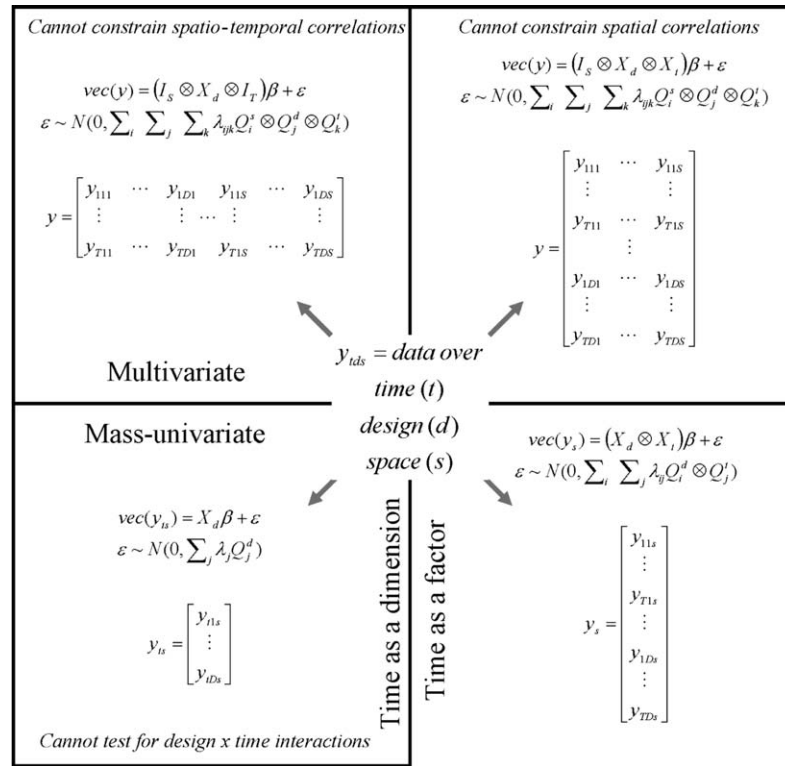 Cannot constrain spatio-temporal correlations
vec(y) = (I_S ⊗ X_d ⊗ I_T)β + ε
ε ~ N(0, ∑_i ∑_j ∑_k λ_ijk Q_i^s ⊗ Q_j^d ⊗ Q_k^t)
y = [y_111 ⋯ y_1D1 y_11S ⋯ y_1DS
⋮ ⋮ ⋯ ⋮ ⋮
y_T11 ⋯ y_TD1 y_T1S ⋯ y_TDS]
Multivariate
Cannot constrain spatial correlations
vec(y) = (I_S ⊗ X_d ⊗ X_t)β + ε
ε ~ N(0, ∑_i ∑_j ∑_k λ_ijk Q_i^s ⊗ Q_j^d ⊗ Q_k^t)
y = [y_111 ⋯ y_11S
⋮ ⋮
y_T11 ⋯ y_T1S
⋮
y_1D1 ⋯ y_1DS
⋮ ⋮
y_TD1 ⋯ y_TDS]
y_tds = data over
time (t)
design (d)
space (s)
Mass-univariate
vec(y_ts) = X_d β + ε
ε ~ N(0, ∑_j λ_j Q_j^d)
y_ts = [y_t1s
⋮
y_tDs]
Cannot test for design x time interactions
Time as a dimension
Time as a factor
vec(y_s) = (X_d ⊗ X_t)β + ε
ε ~ N(0, ∑_i ∑_j λ_ij Q_i^d ⊗ Q_j^t)
y_s = [y_11s
⋮
y_T1s
⋮
y_1Ds
⋮
y_TDs]